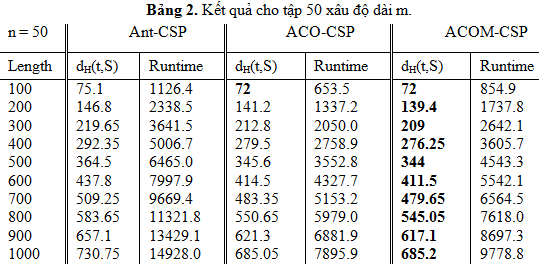 Bảng 2. Kết quả cho tập 50 xâu độ dài m.
n = 50 Ant-CSP ACO-CSP ACOM-CSP
Length dH(t,S) Runtime dH(t,S) Runtime dH(t,S) Runtime
100 75.1 1126.4 72 653.5 72 854.9
200 146.8 2338.5 141.2 1337.2 139.4 1737.8
300 219.65 3641.5 212.8 2050.0 209 2642.1
400 292.35 5006.7 279.5 2758.9 276.25 3605.7
500 364.5 6465.0 345.6 3552.8 344 4543.3
600 437.8 7997.9 414.5 4327.7 411.5 5542.1
700 509.25 9669.4 483.35 5153.2 479.65 6564.5
800 583.65 11321.8 550.65 5979.0 545.05 7618.0
900 657.1 13429.1 621.3 6881.9 617.1 8697.3
1000 730.75 14928.0 685.05 7895.9 685.2 9778.8